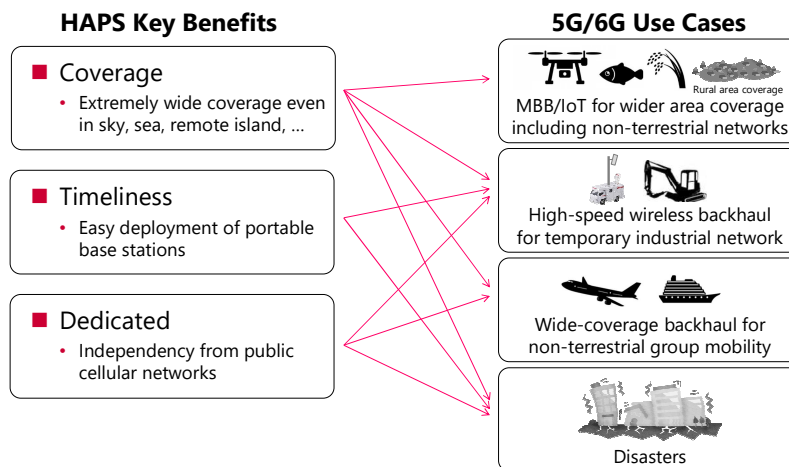 HAPS Key Benefits
Coverage
• Extremely wide coverage even
in sky, sea, remote island, ...
Timeliness
• Easy deployment of portable
base stations
Dedicated
• Independency from public
cellular networks
5G/6G Use Cases
Rural area coverage
MBB/IoT for wider area coverage
including non-terrestrial networks
High-speed wireless backhaul
for temporary industrial network
Wide-coverage backhaul for
non-terrestrial group mobility
Disasters